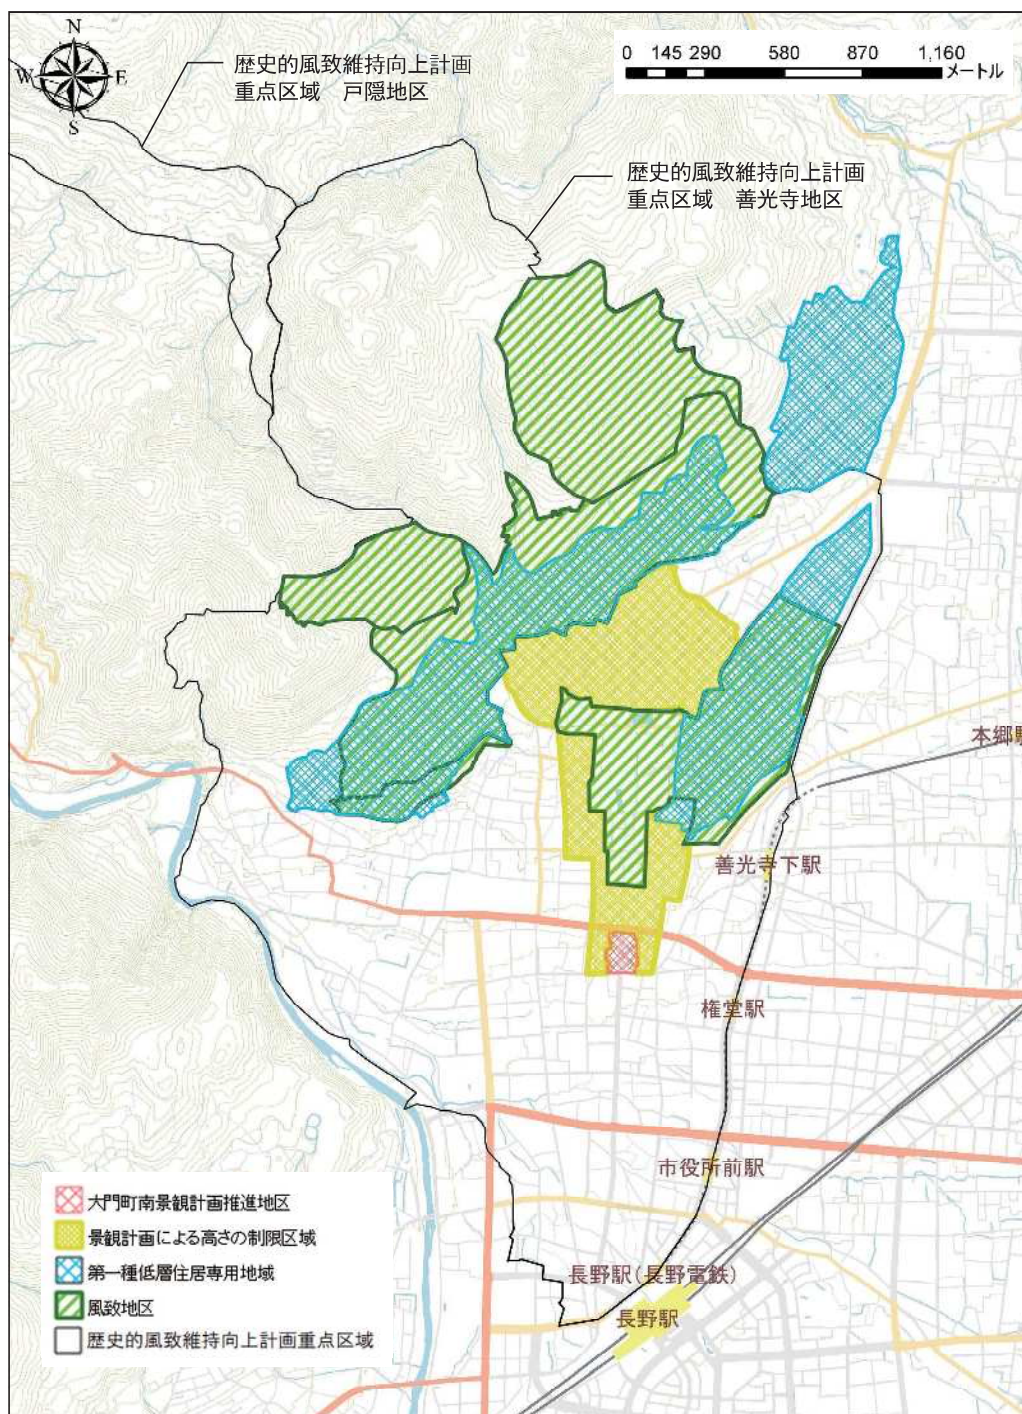 N
W
E
S
歴史的風致維持向上計画
重点区域 戸隠地区
0 145 290 580 870 1,160
メートル
歴史的風致維持向上計画
重点区域 善光寺地区
本郷駅
善光寺下駅
権堂駅
市役所前駅
長野駅(長野電鉄)
長野駅
大門町南景観計画推進地区
景観計画による高さの制限区域
第一種低層住居専用地域
風致地区
歴史的風致維持向上計画重点区域